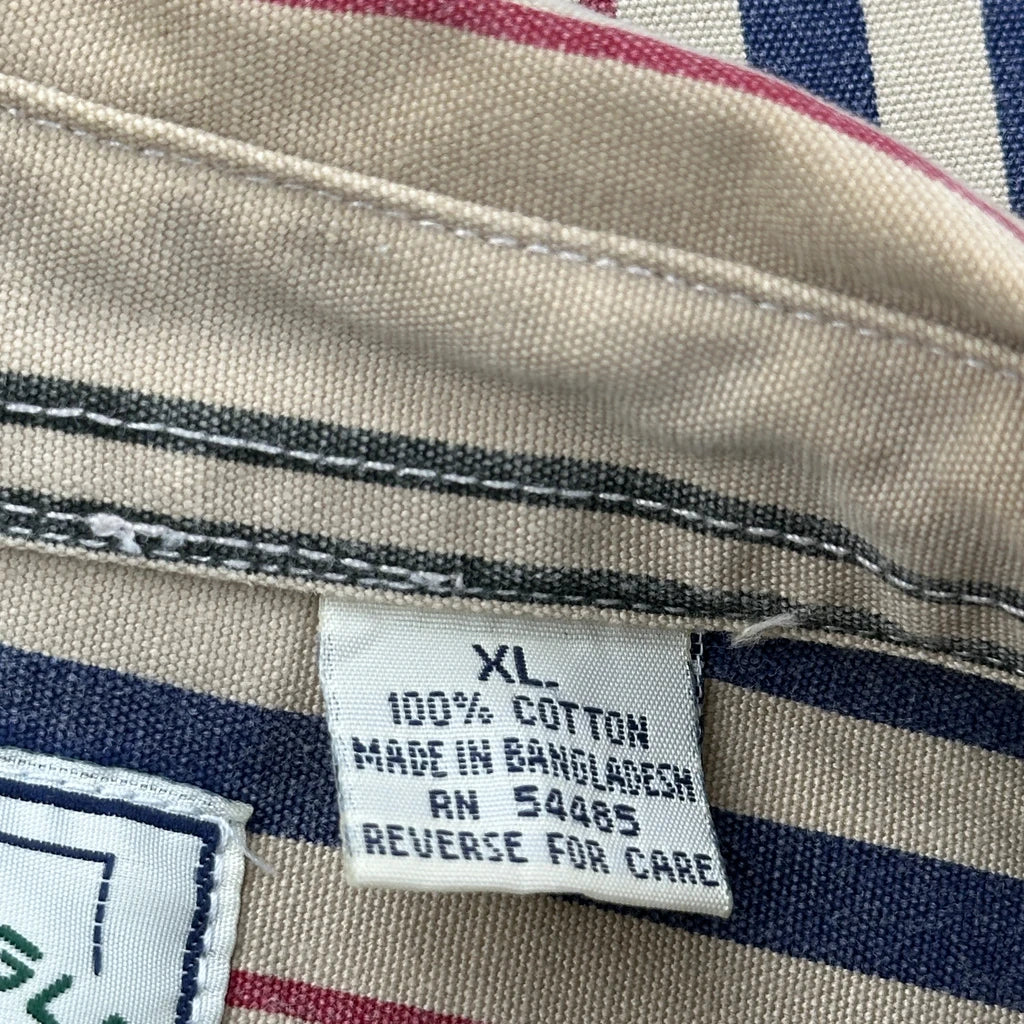 XL.
100% COTTON
MADE IN BANGLADESH
RN 54485
REVERSE FOR CARE